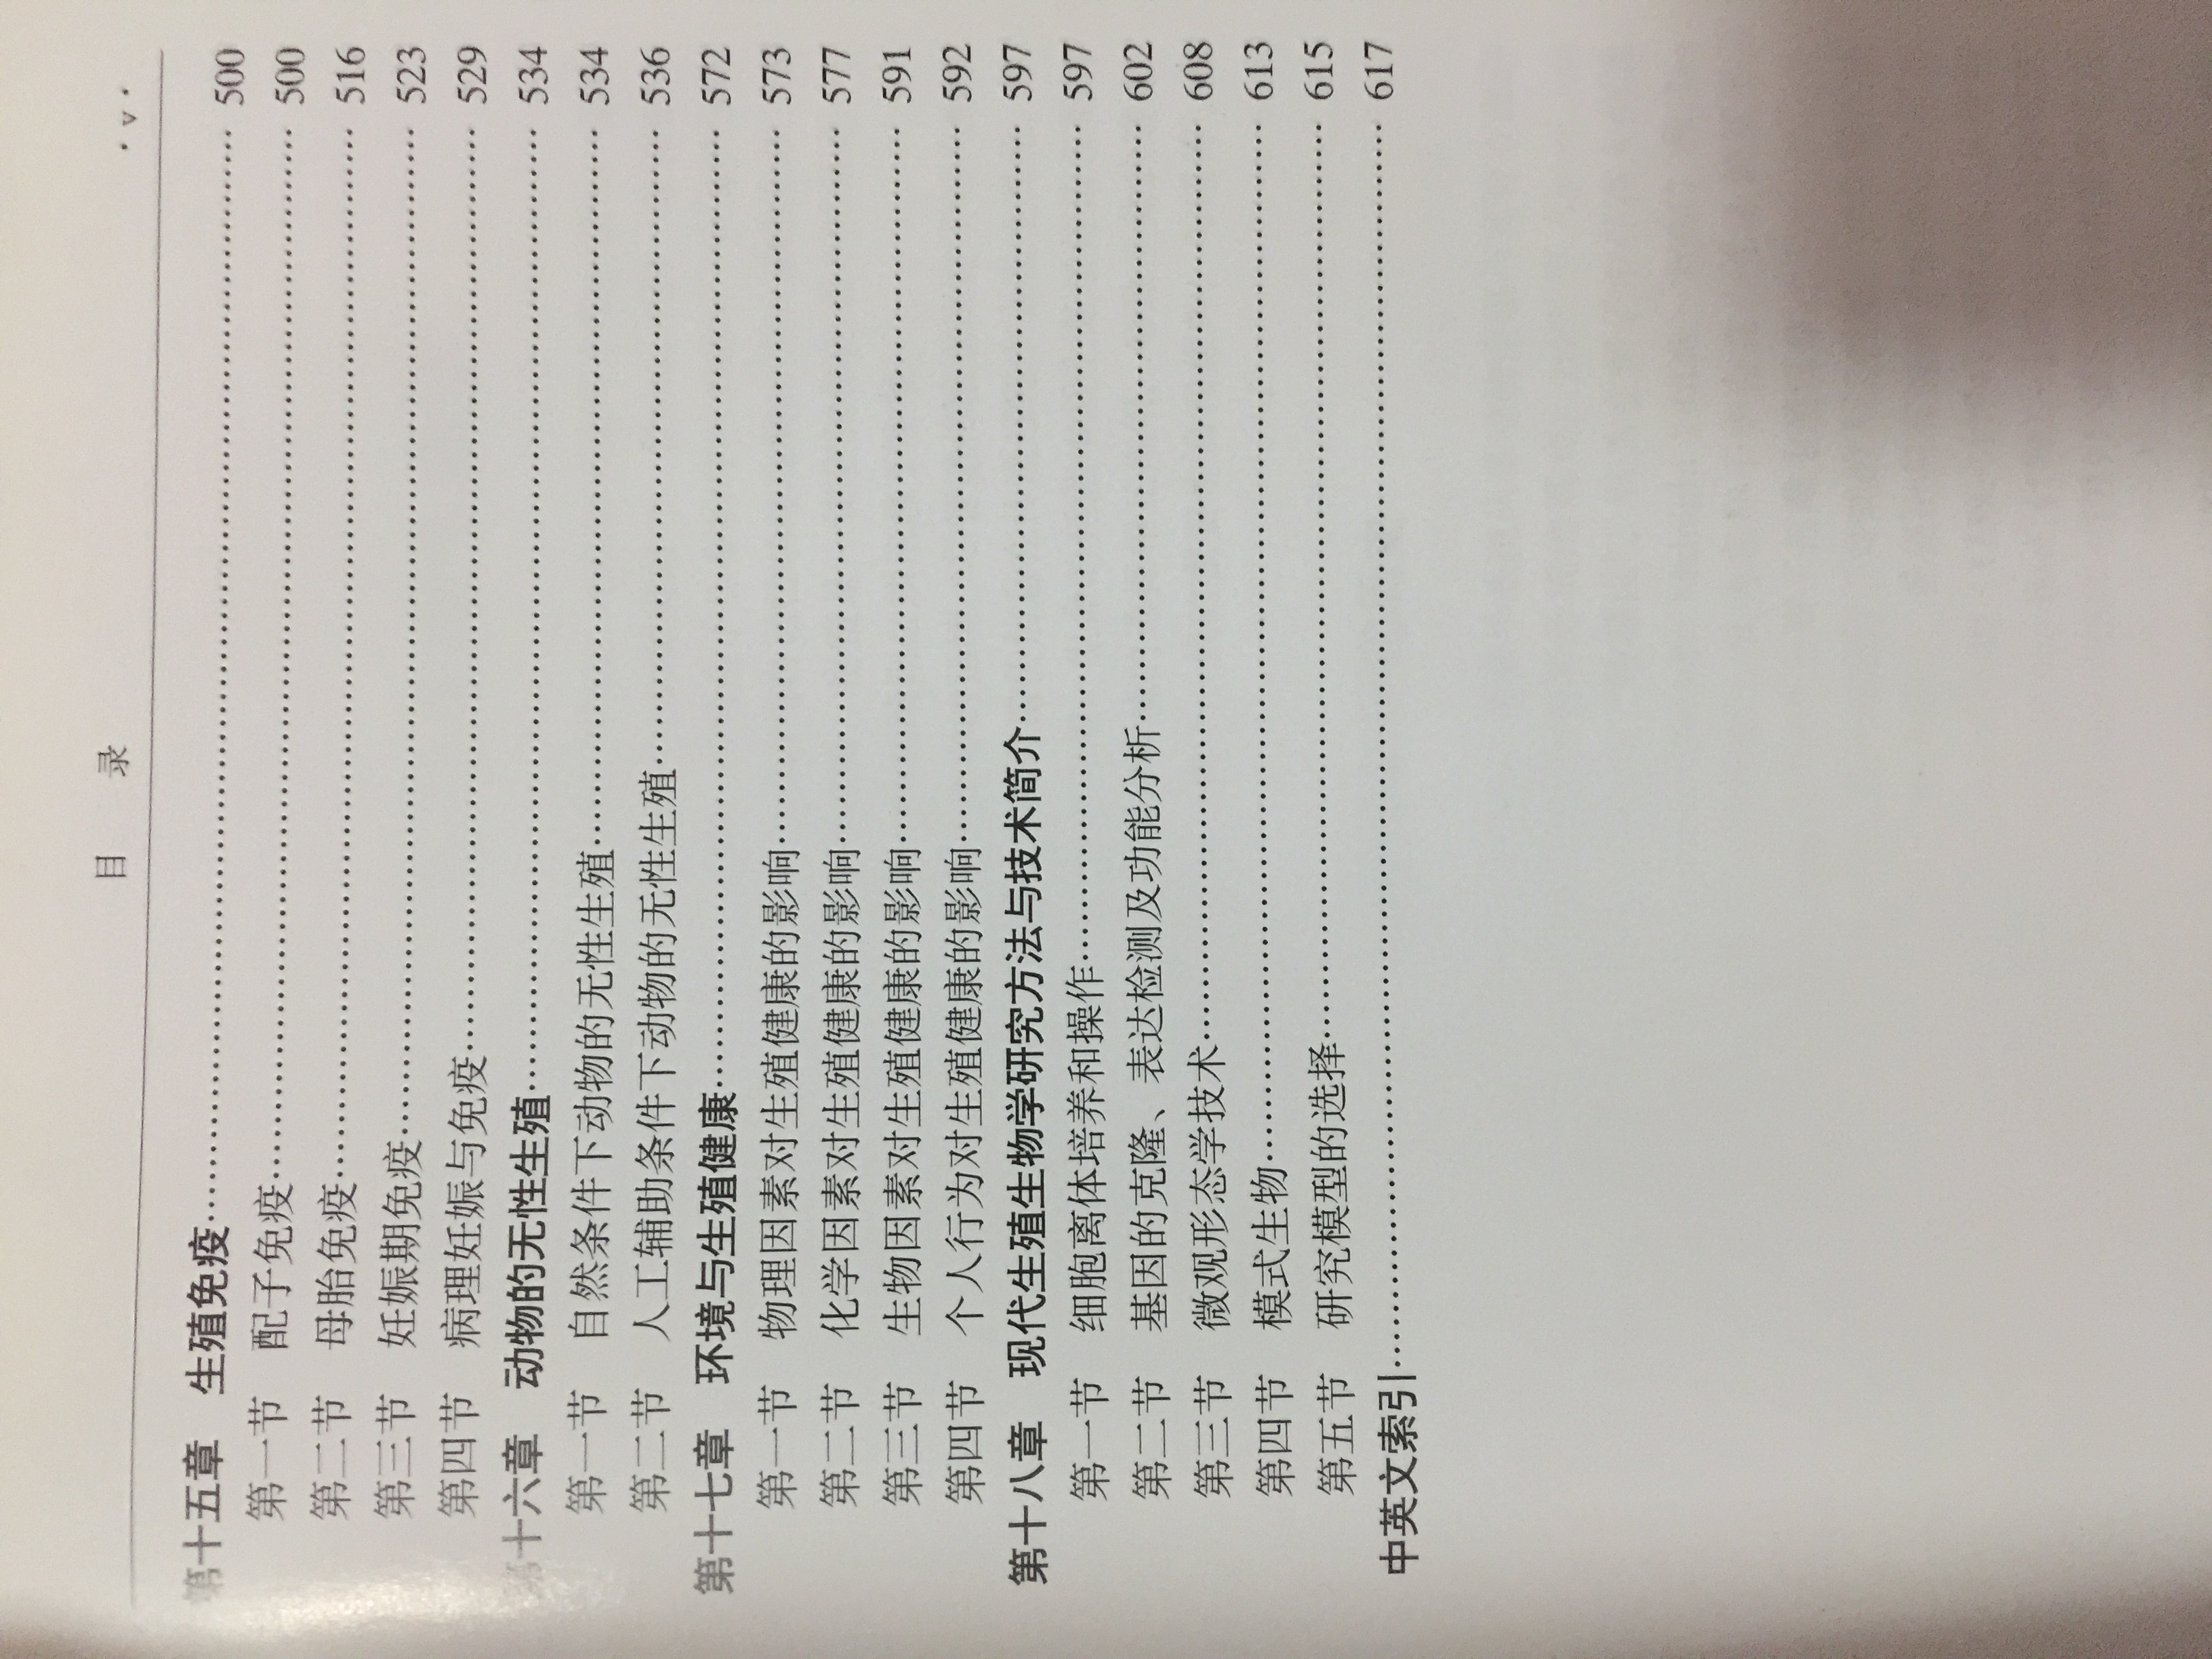 目 录 · v ·
第十五章 生殖免疫 500
第一节 配子免疫 500
第二节 母胎免疫 516
第三节 妊娠期免疫 523
第四节 病理妊娠与免疫 529
第十六章 动物的无性生殖 534
第一节 自然条件下动物的无性生殖 534
第二节 人工辅助条件下动物的无性生殖 536
第十七章 环境与生殖健康 572
第一节 物理因素对生殖健康的影响 573
第二节 化学因素对生殖健康的影响 577
第三节 生物因素对生殖健康的影响 591
第四节 个人行为对生殖健康的影响 592
第十八章 现代生殖生物学研究方法与技术简介 597
第一节 细胞离体培养和操作 597
第二节 基因的克隆、表达检测及功能分析 602
第三节 微观形态学技术 608
第四节 模式生物 613
第五节 研究模型的选择 615
中英文索引 617